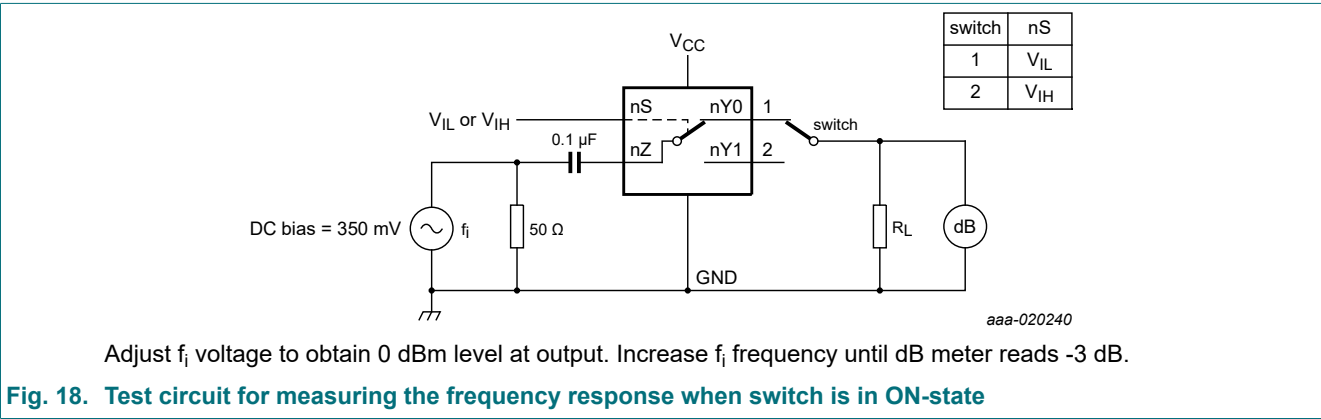 switch nS
1 VIL
2 VIH
VCC
nS nY0 1
VIL or VIH
switch
0.1 µF
nZ nY1 2
DC bias = 350 mV
fi
50 Ω
RL
dB
GND
aaa-020240
Adjust fi voltage to obtain 0 dBm level at output. Increase fi frequency until dB meter reads -3 dB.
Fig. 18. Test circuit for measuring the frequency response when switch is in ON-state